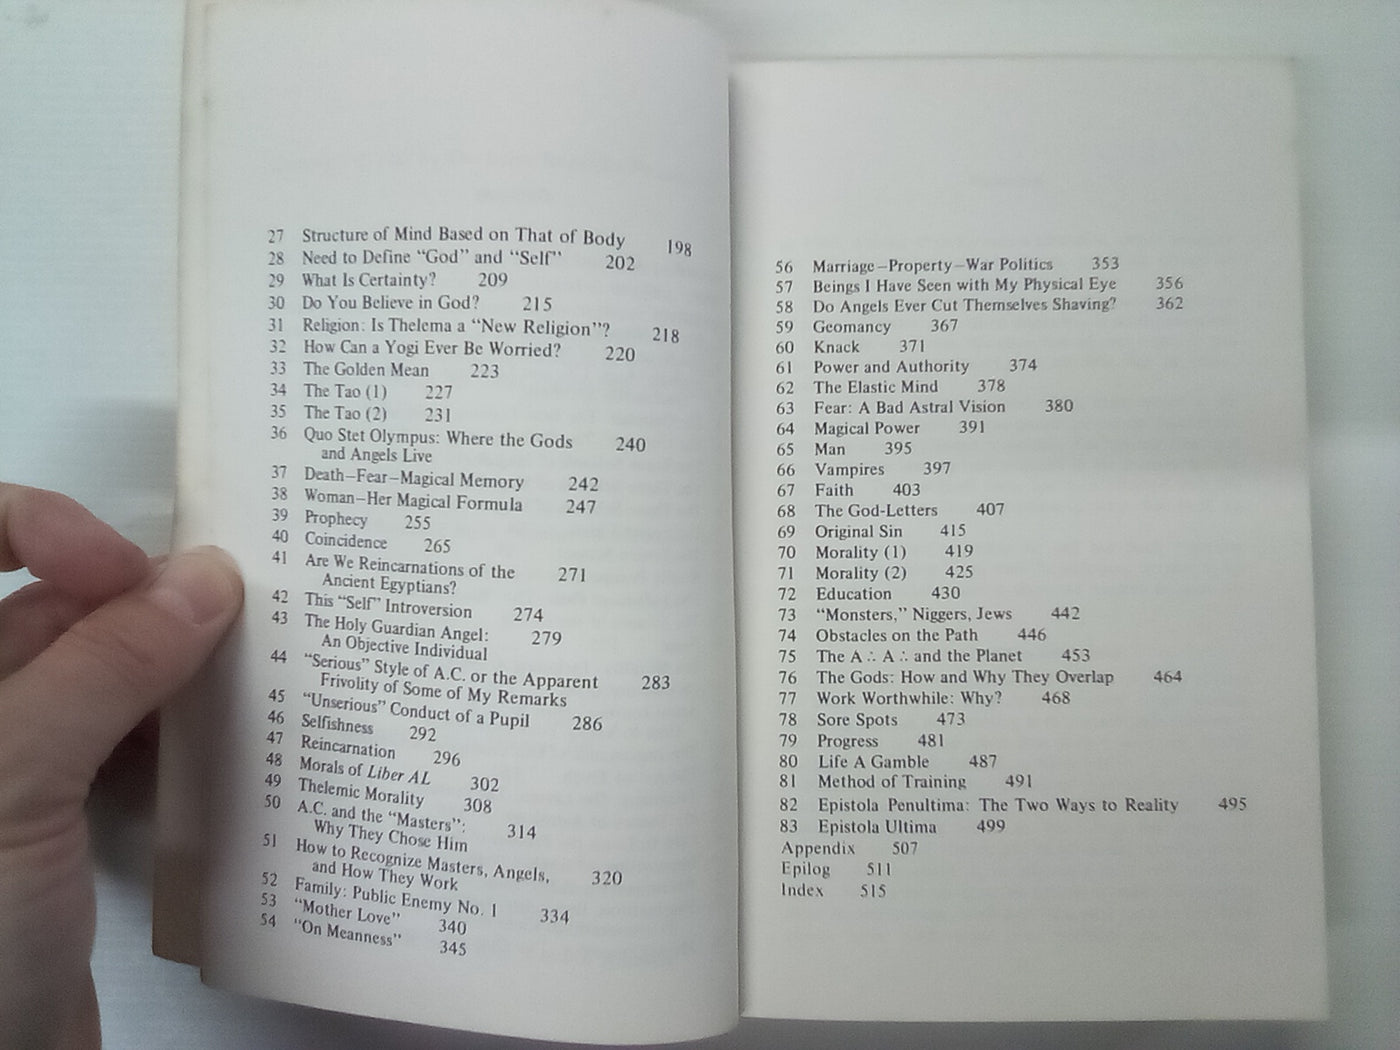 27 Structure of Mind Based on That of Body 198
28 Need to Define “God” and “Self” 202
29 What Is Certainty? 209
30 Do You Believe in God? 215
31 Religion: Is Thelema a “New Religion”? 218
32 How Can a Yogi Ever Be Worried? 220
33 The Golden Mean 223
34 The Tao (1) 227
35 The Tao (2) 231
36 Quo Stet Olympus: Where the Gods 240
and Angels Live
37 Death—Fear—Magical Memory 242
38 Woman—Her Magical Formula 247
39 Prophecy 255
40 Coincidence 265
41 Are We Reincarnations of the 271
Ancient Egyptians?
42 This “Self” Introversion 274
43 The Holy Guardian Angel: 279
An Objective Individual
44 “Serious” Style of A.C. or the Apparent 283
Frivolity of Some of My Remarks
45 “Unserious” Conduct of a Pupil 286
46 Selfishness 292
47 Reincarnation 296
48 Morals of Liber AL 302
49 Thelemic Morality 308
50 A.C. and the “Masters”: 314
Why They Chose Him
51 How to Recognize Masters, Angels, 320
and How They Work
52 Family: Public Enemy No. 1 334
53 “Mother Love” 340
54 “On Meanness” 345
56 Marriage—Property—War Politics 353
57 Beings I Have Seen with My Physical Eye 356
58 Do Angels Ever Cut Themselves Shaving? 362
59 Geomancy 367
60 Knack 371
61 Power and Authority 374
62 The Elastic Mind 378
63 Fear: A Bad Astral Vision 380
64 Magical Power 391
65 Man 395
66 Vampires 397
67 Faith 403
68 The God-Letters 407
69 Original Sin 415
70 Morality (1) 419
71 Morality (2) 425
72 Education 430
73 “Monsters,” Niggers, Jews 442
74 Obstacles on the Path 446
75 The A∴A∴ and the Planet 453
76 The Gods: How and Why They Overlap 464
77 Work Worthwhile: Why? 468
78 Sore Spots 473
79 Progress 481
80 Life A Gamble 487
81 Method of Training 491
82 Epistola Penultima: The Two Ways to Reality 495
83 Epistola Ultima 499
Appendix 507
Epilog 511
Index 515